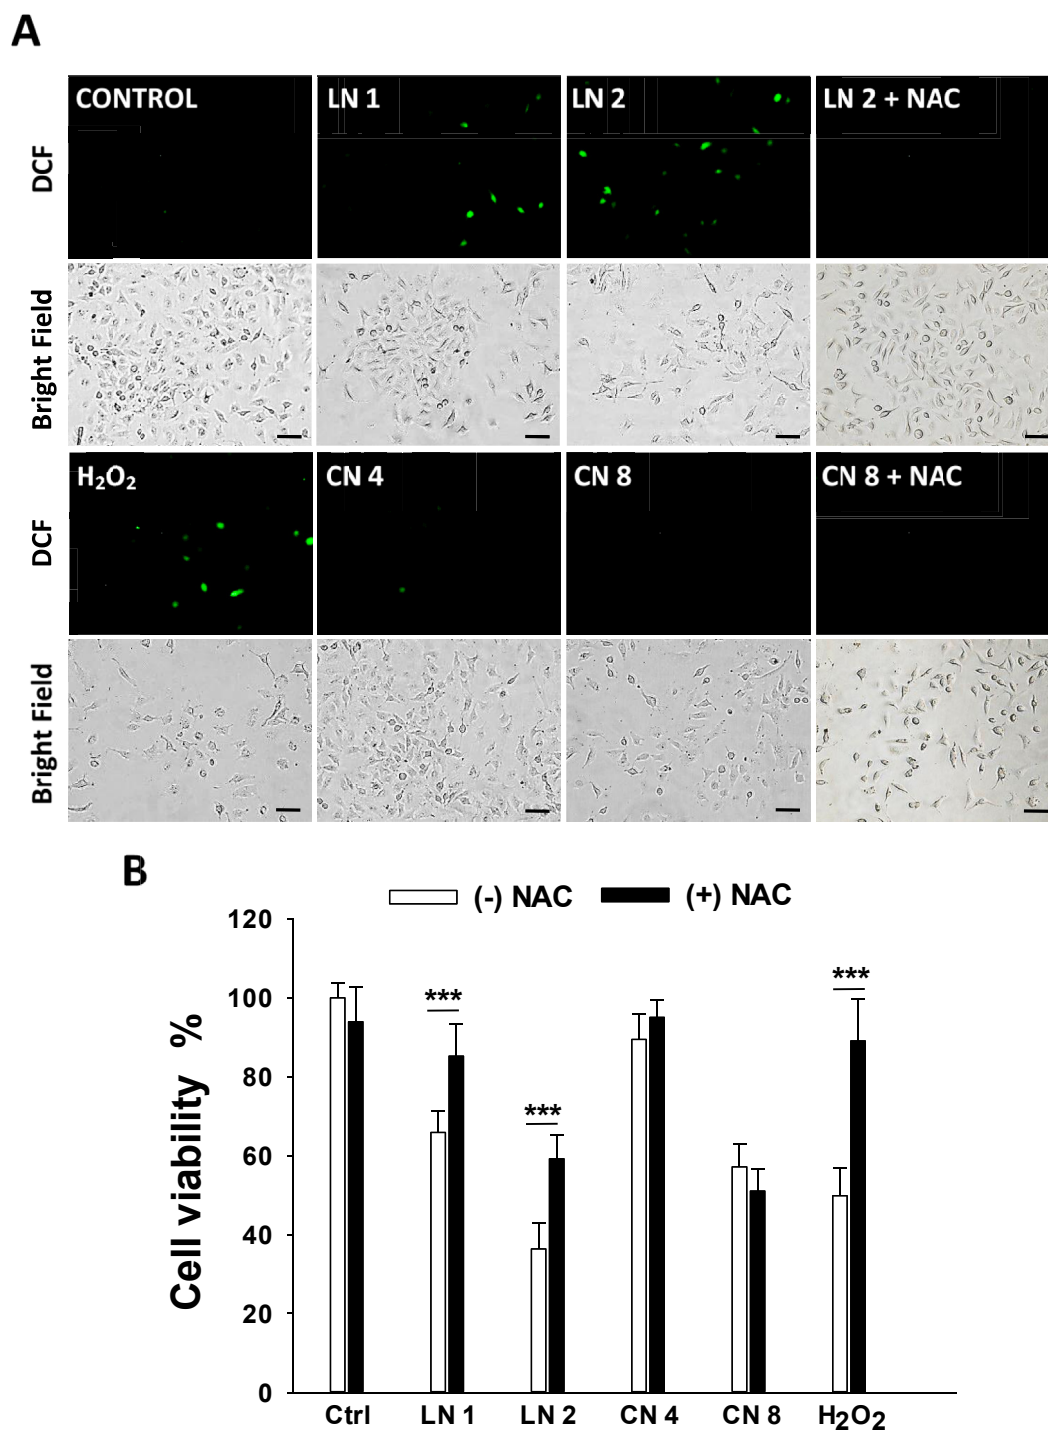 A
CONTROL
LN 1
LN 2
LN 2 + NAC
DCF
Bright Field
H₂O₂
CN 4
CN 8
CN 8 + NAC
DCF
Bright Field
B
(-) NAC
(+) NAC
Cell viability %
120
100
80
60
40
20
0
***
***
***
***
Ctrl
LN 1
LN 2
CN 4
CN 8
H₂O₂